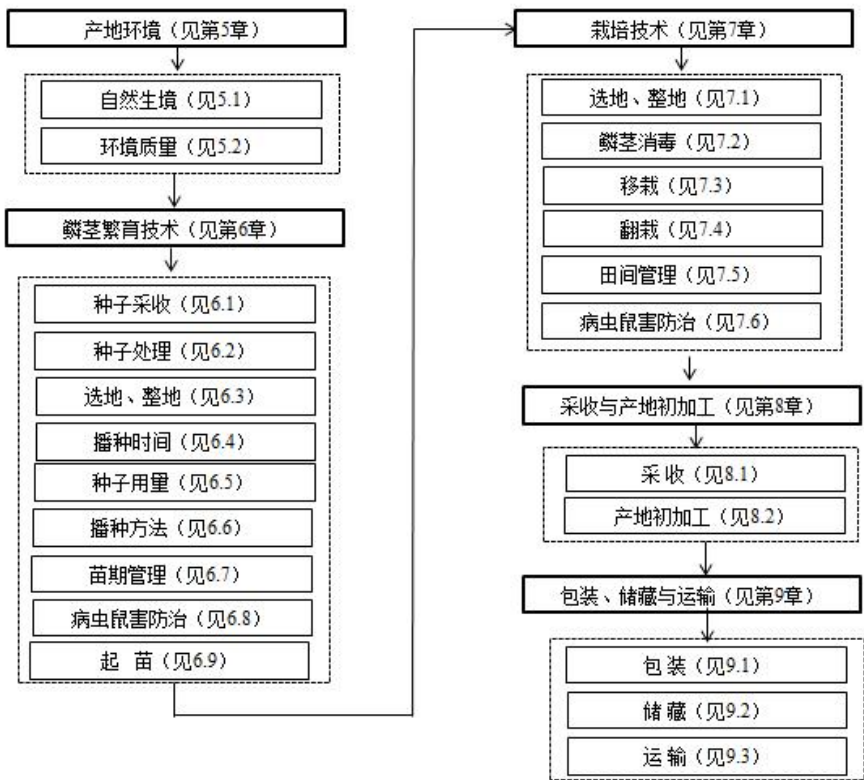 产地环境（见第5章）
自然生境（见5.1）
环境质量（见5.2）
鳞茎繁育技术（见第6章）
种子采收（见6.1）
种子处理（见6.2）
选地、整地（见6.3）
播种时间（见6.4）
种子用量（见6.5）
播种方法（见6.6）
苗期管理（见6.7）
病虫鼠害防治（见6.8）
起 苗（见6.9）
栽培技术（见第7章）
选地、整地（见7.1）
鳞茎消毒（见7.2）
移栽（见7.3）
翻栽（见7.4）
田间管理（见7.5）
病虫鼠害防治（见7.6）
采收与产地初加工（见第8章）
采 收（见8.1）
产地初加工（见8.2）
包装、储藏与运输（见第9章）
包 装（见9.1）
储 藏（见9.2）
运 输（见9.3）